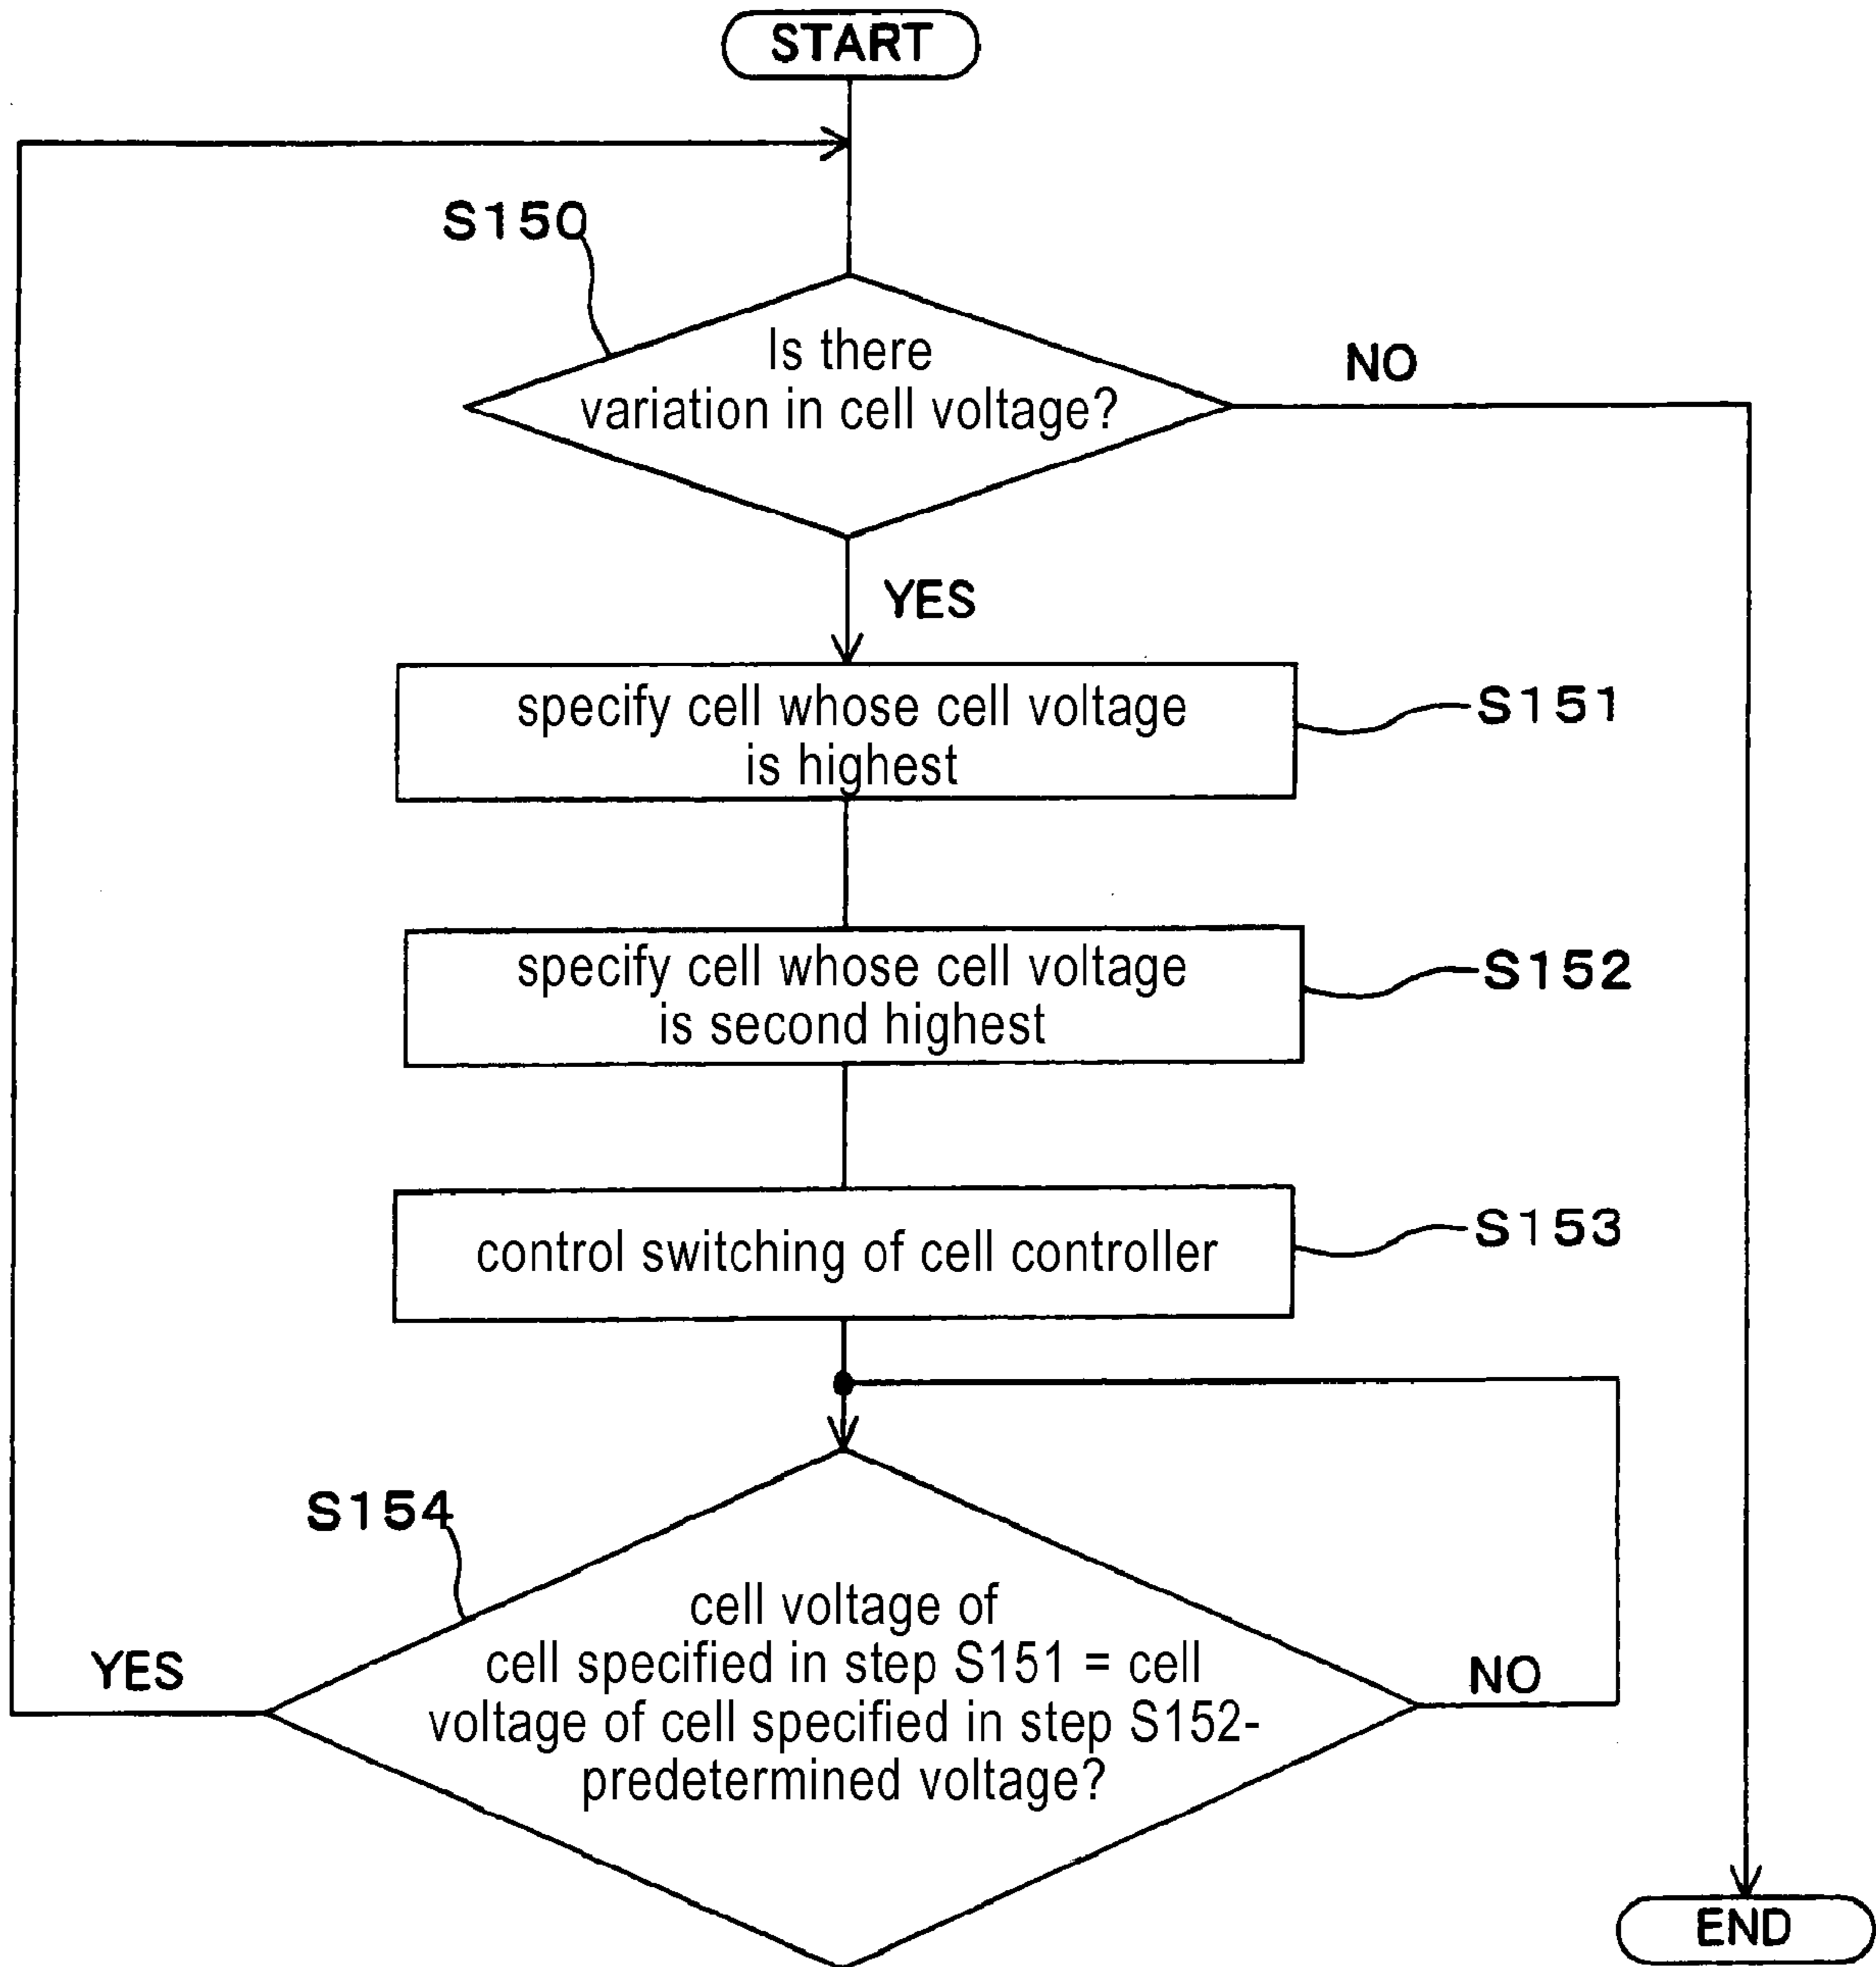 START
S150
Is there
variation in cell voltage?
NO
YES
specify cell whose cell voltage
is highest
S151
specify cell whose cell voltage
is second highest
S152
control switching of cell controller
S153
S154
cell voltage of
cell specified in step S151 = cell
voltage of cell specified in step S152-
predetermined voltage?
YES
NO
END